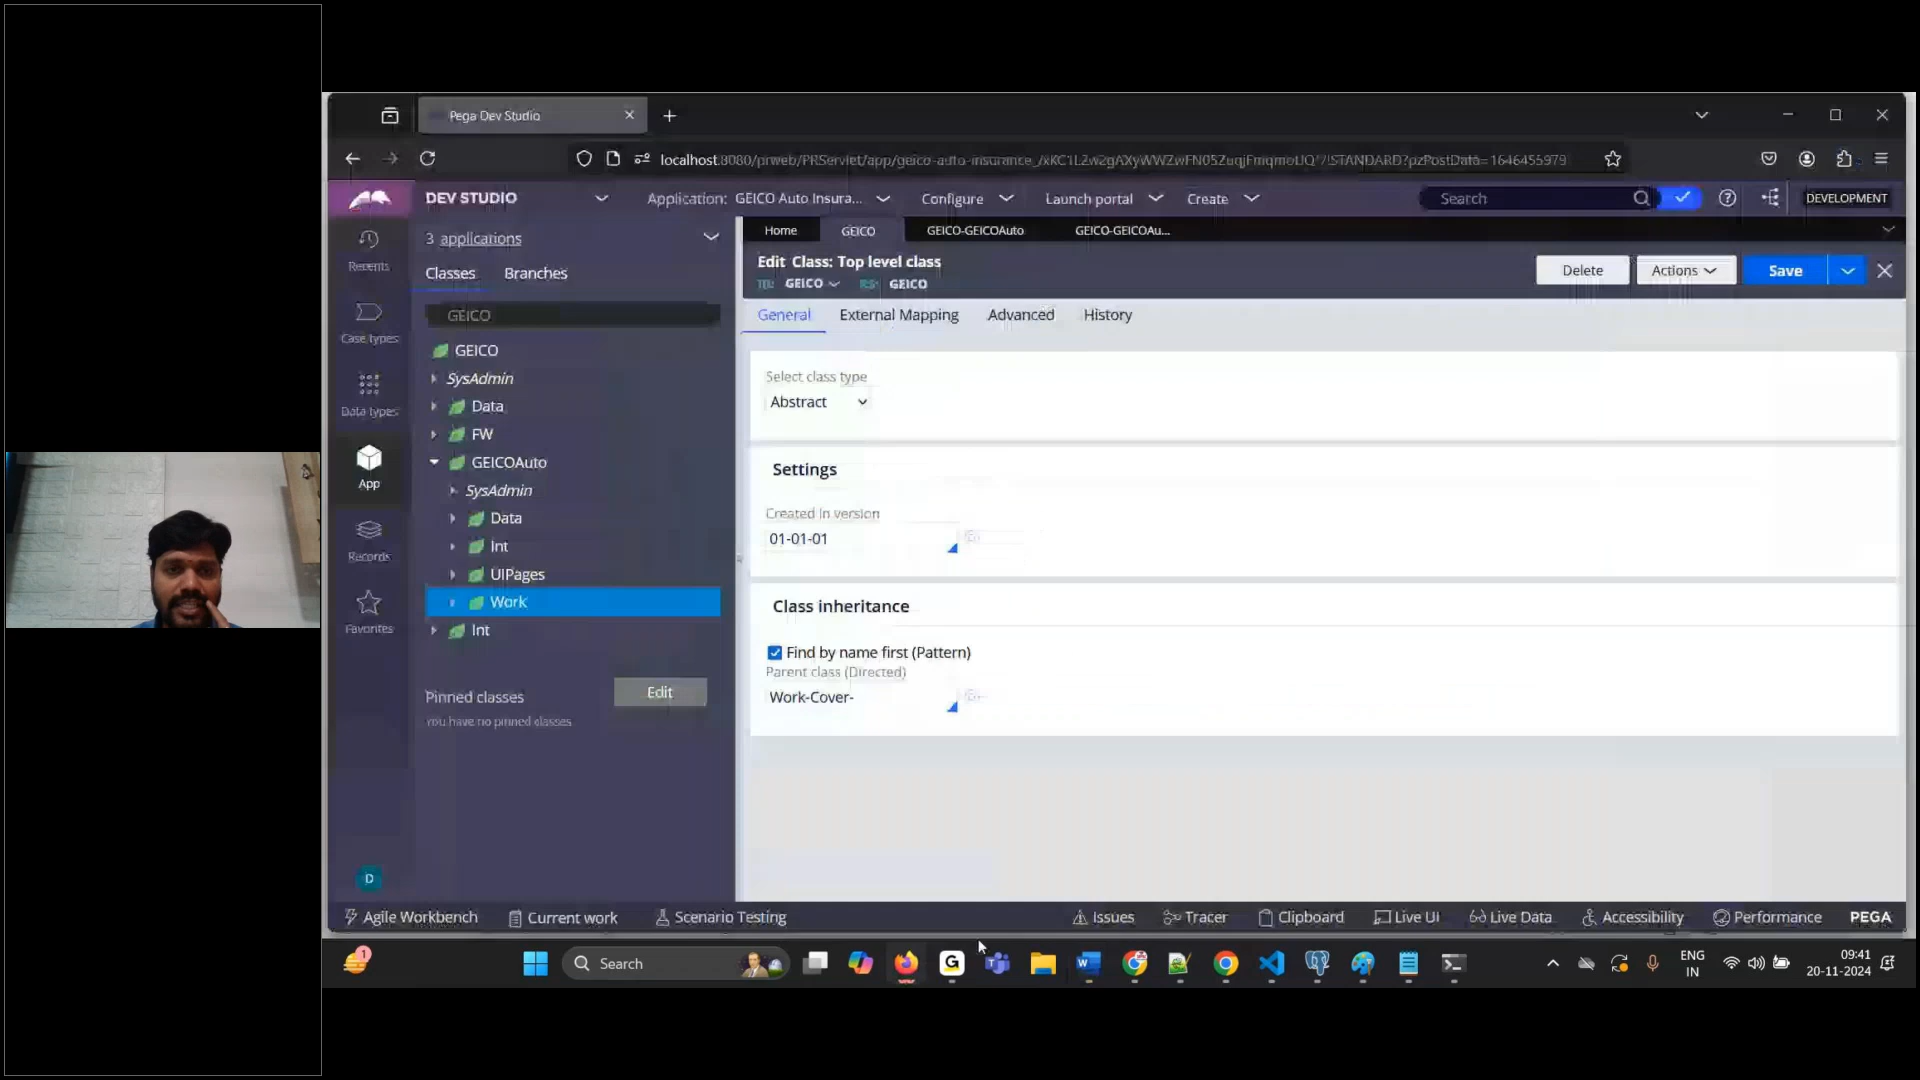 Pega Dev Studio
localhost:8080/prweb/PRServlet/app/geico-auto-insurance_/
DEV STUDIO
Application: GEICO Auto Insura...
Configure
Launch portal
Create
Search
DEVELOPMENT
Recents
Case types
Data types
App
Records
Favorites
D
3 applications
Classes Branches
GEICO
GEICO
SysAdmin
Data
FW
GEICOAuto
SysAdmin
Data
Int
UIPages
Work
Int
Pinned classes
Edit
You have no pinned classes
Home GEICO GEICO-GEICOAuto GEICO-GEICOAu...
Edit Class: Top level class
ID: GEICO RS: GEICO
Delete Actions Save
General External Mapping Advanced History
Select class type
Abstract
Settings
Created in version
01-01-01
Class inheritance
Find by name first (Pattern)
Parent class (Directed)
Work-Cover-
Agile Workbench Current work Scenario Testing Issues Tracer Clipboard Live UI Live Data Accessibility Performance PEGA
1
Search
ENG
IN
09:41
20-11-2024